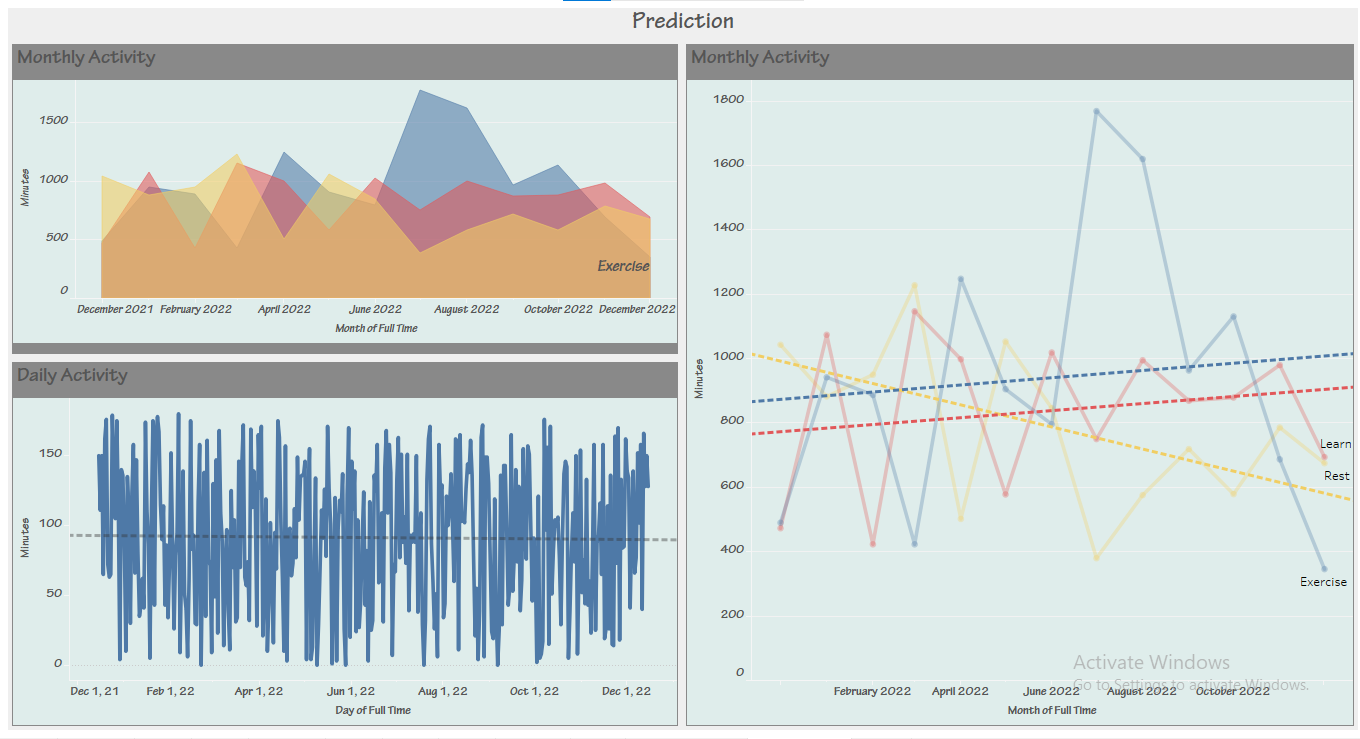 Prediction
Monthly Activity
1500
1000
500
0
Minutes
Exercise
December 2021 February 2022 April 2022 June 2022 August 2022 October 2022 December 2022
Month of Full Time
Daily Activity
150
100
50
0
Minutes
Dec 1, 21 Feb 1, 22 Apr 1, 22 Jun 1, 22 Aug 1, 22 Oct 1, 22 Dec 1, 22
Day of Full Time
Monthly Activity
1800
1600
1400
1200
1000
800
600
400
200
0
Minutes
Learn
Rest
Exercise
Activate Windows
Go to Settings to activate Windows.
February 2022 April 2022 June 2022 August 2022 October 2022
Month of Full Time